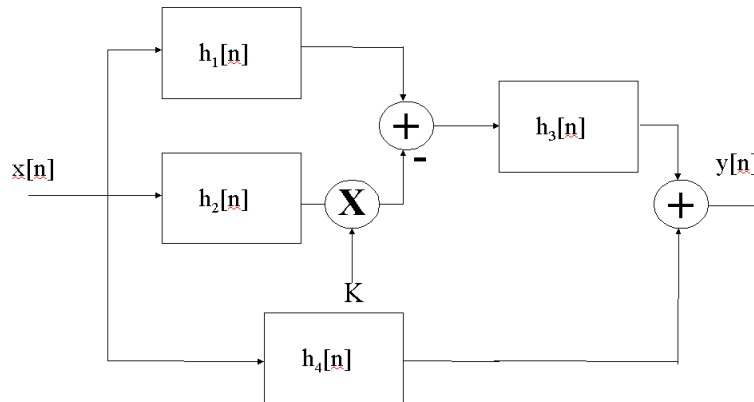 h₁[n]
+
h₃[n]
-
x[n]
y[n]
h₂[n]
X
+
K
h₄[n]